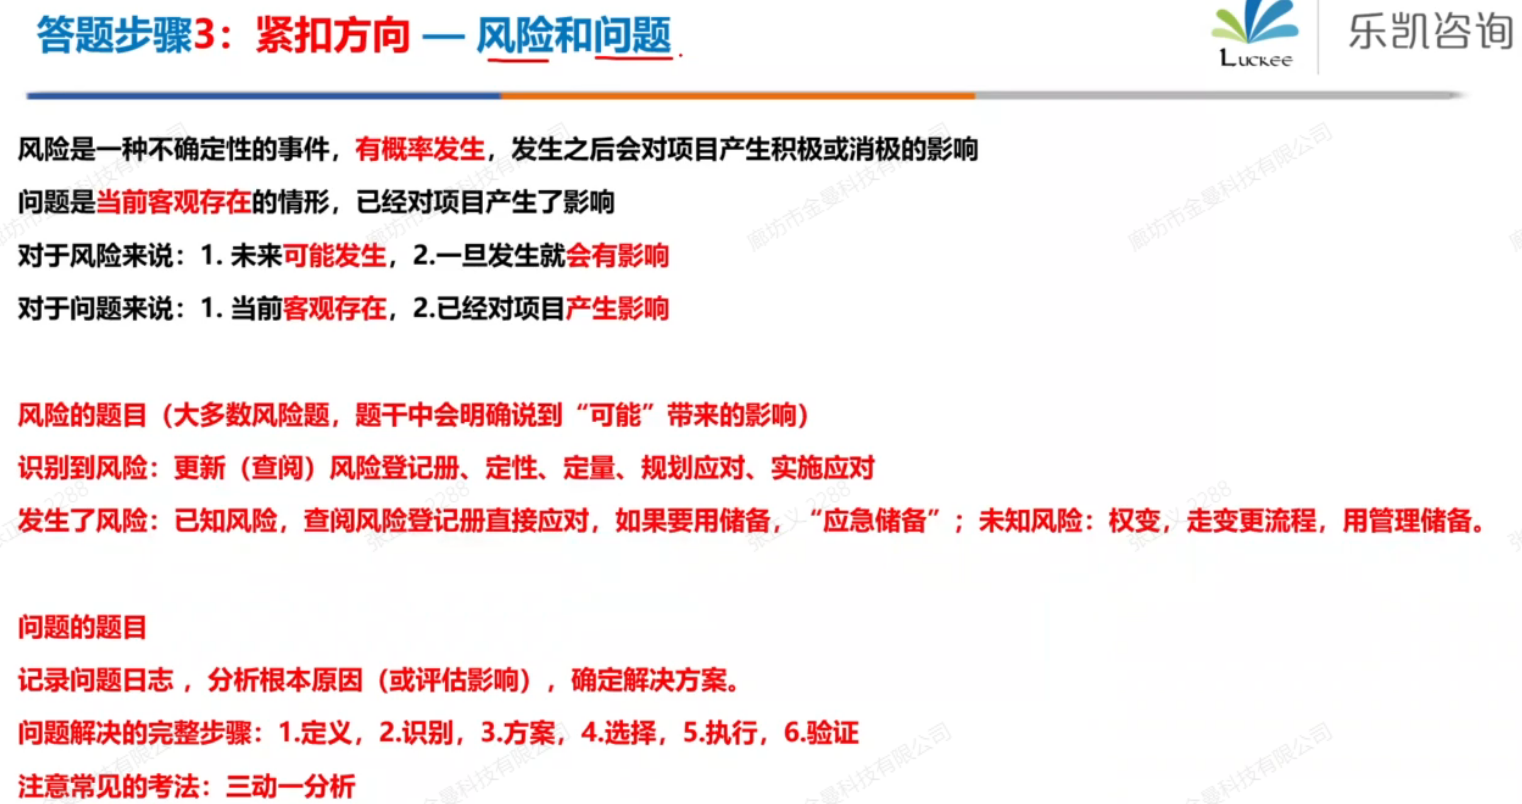 答题步骤3：紧扣方向 — 风险和问题
Luckee 乐凯咨询
风险是一种不确定性的事件，有概率发生，发生之后会对项目产生积极或消极的影响
问题是当前客观存在的情形，已经对项目产生了影响
对于风险来说：1. 未来可能发生，2.一旦发生就会有影响
对于问题来说：1. 当前客观存在，2.已经对项目产生影响
风险的题目（大多数风险题，题干中会明确说到“可能”带来的影响）
识别到风险：更新（查阅）风险登记册、定性、定量、规划应对、实施应对
发生了风险：已知风险，查阅风险登记册直接应对，如果要用储备，“应急储备”；未知风险：权变，走变更流程，用管理储备。
问题的题目
记录问题日志 ，分析根本原因（或评估影响），确定解决方案。
问题解决的完整步骤：1.定义，2.识别，3.方案，4.选择，5.执行，6.验证
注意常见的考法：三动一分析
廊坊市金曼科技有限公司